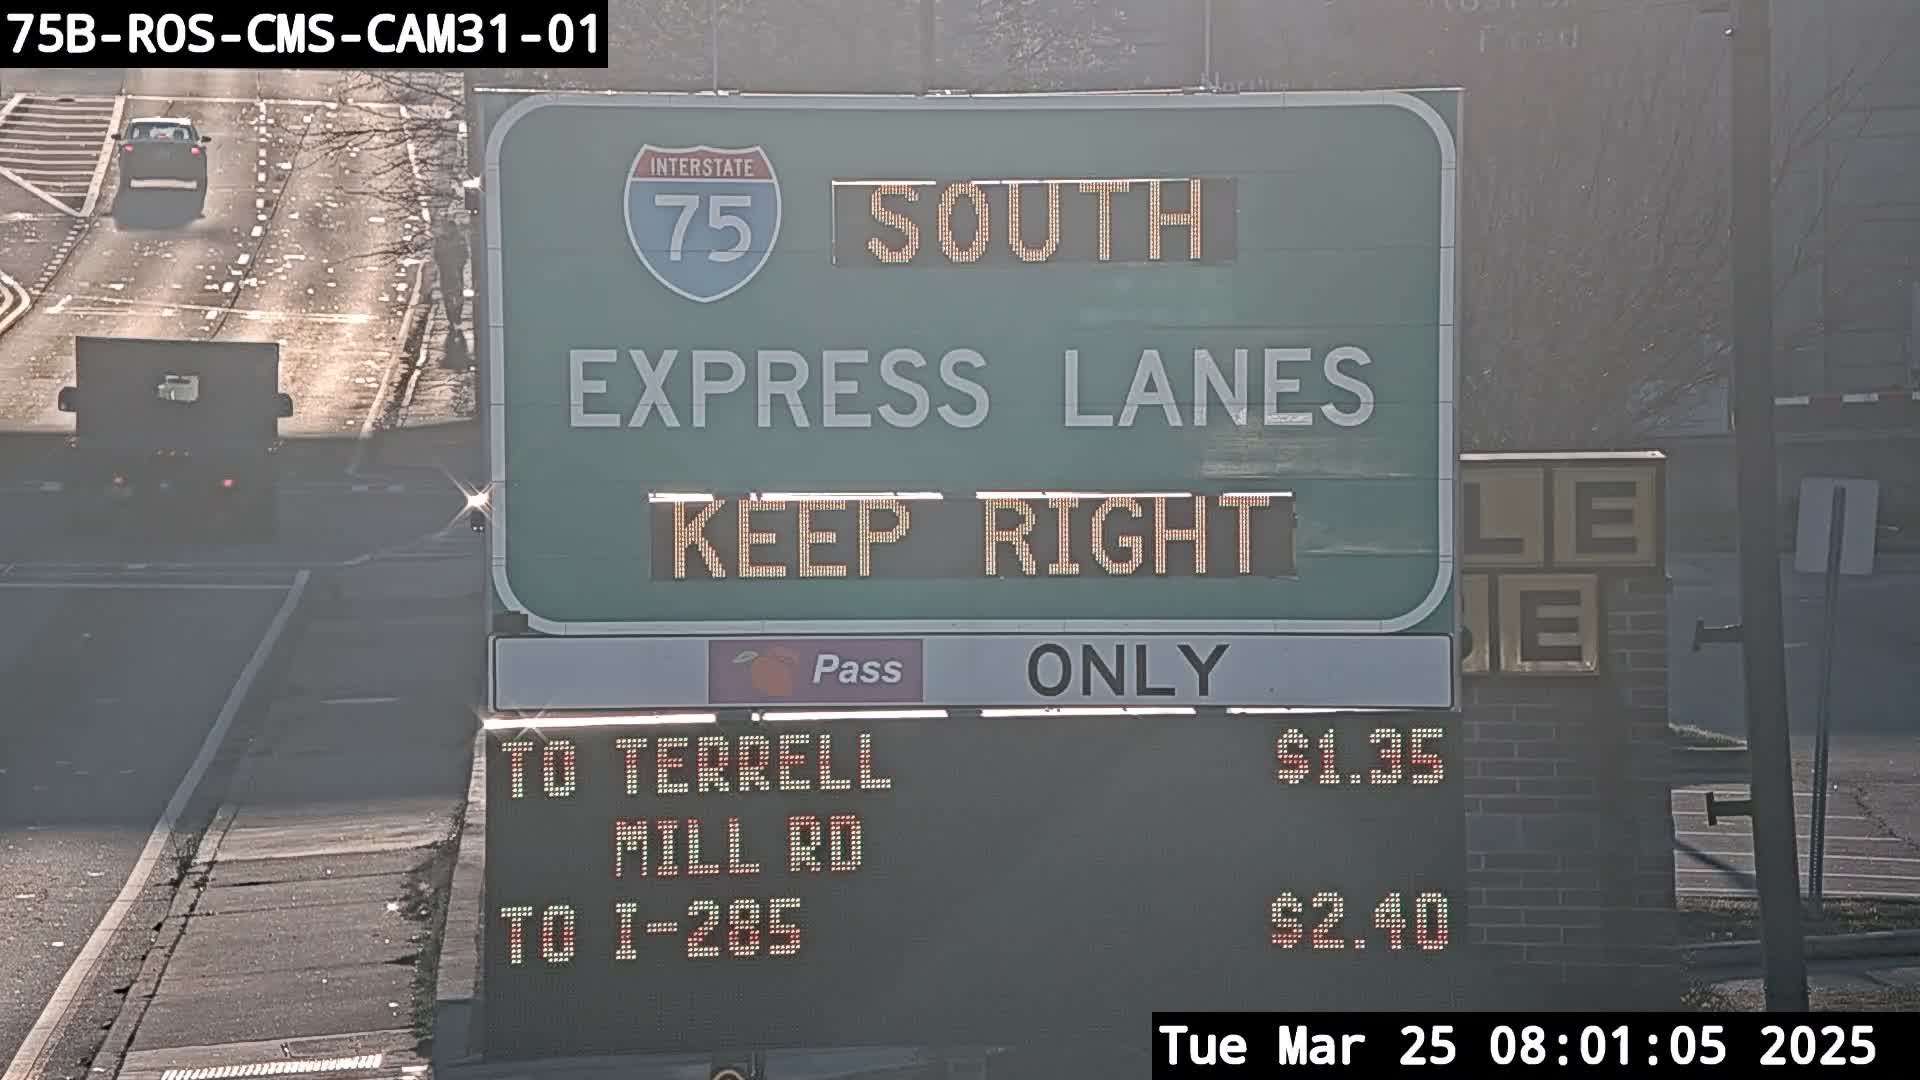 75B-ROS-CMS-CAM31-01
INTERSTATE
75
SOUTH
EXPRESS LANES
KEEP RIGHT
Pass ONLY
TO TERRELL $1.35
MILL RD
TO I-285 $2.40
LE
E
Tue Mar 25 08:01:05 2025